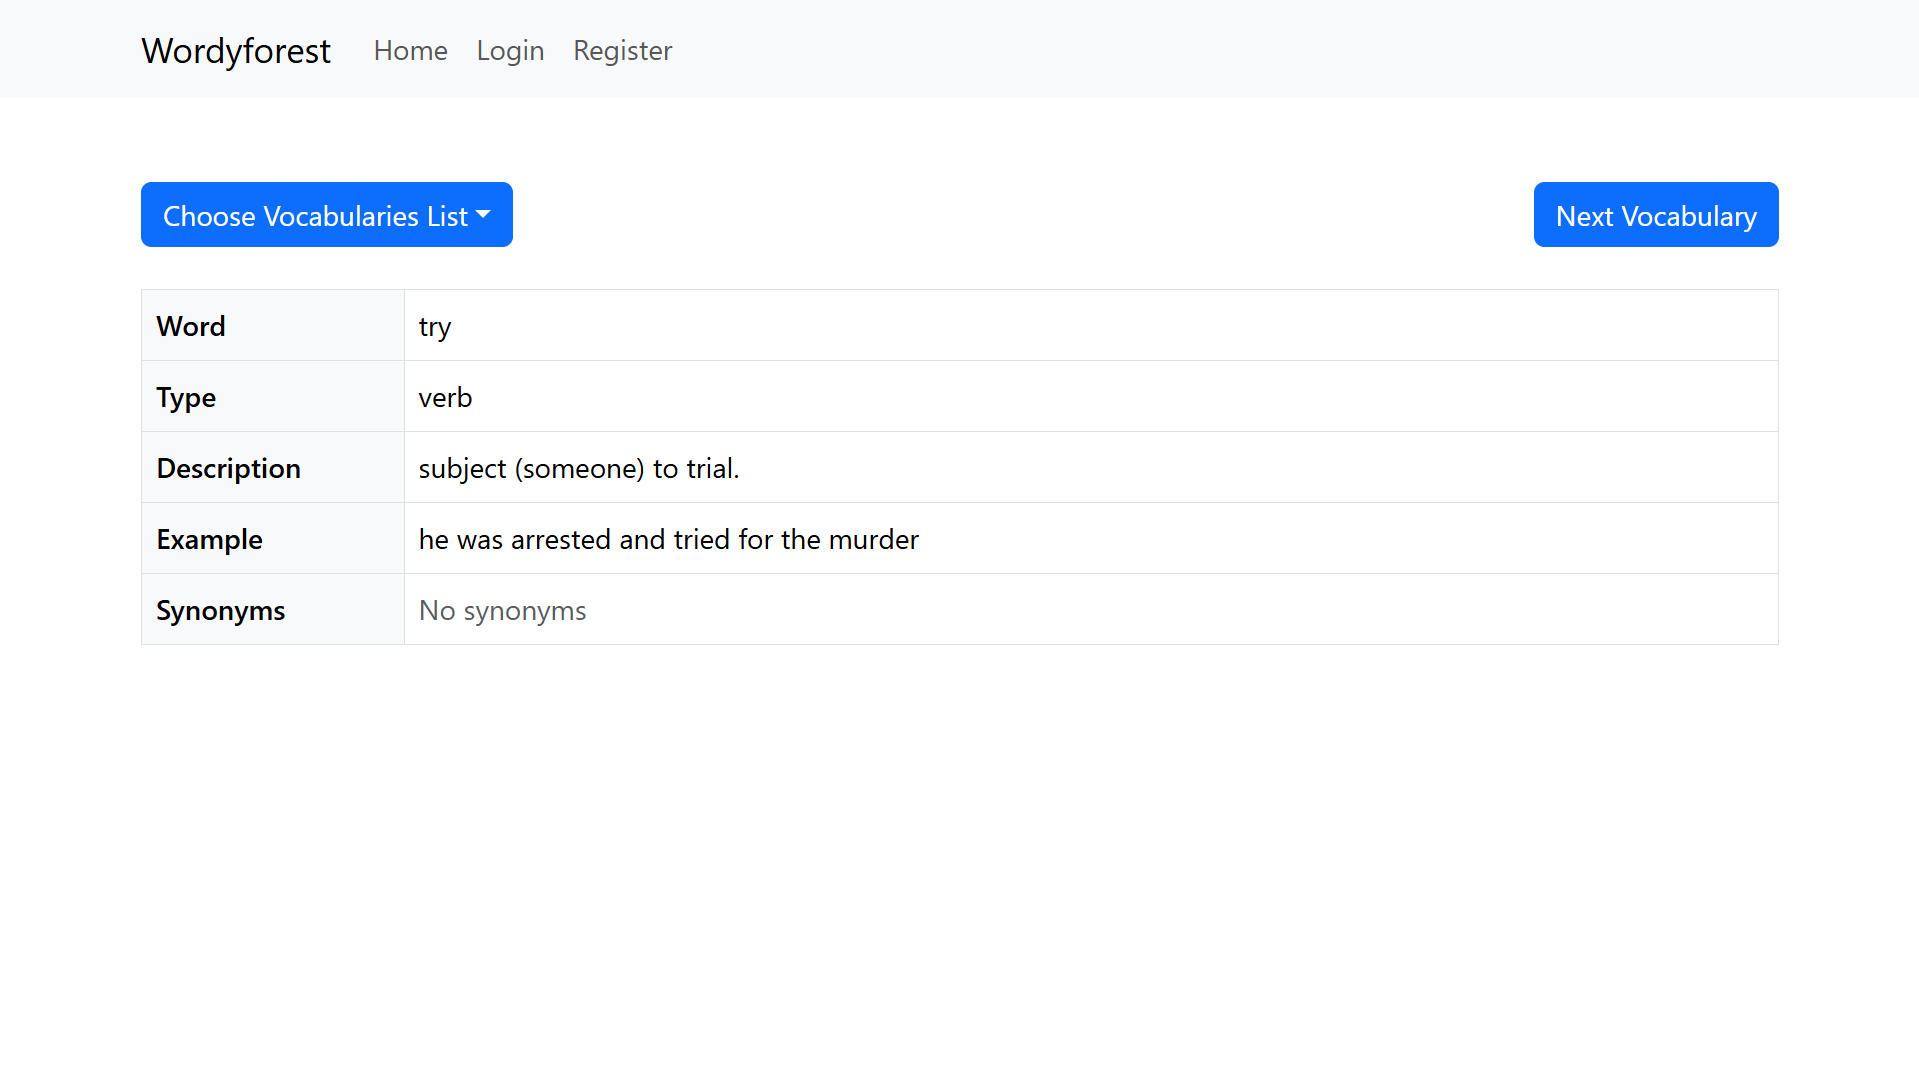 Wordyforest Home Login Register
Choose Vocabularies List Next Vocabulary
Word try
Type verb
Description subject (someone) to trial.
Example he was arrested and tried for the murder
Synonyms No synonyms